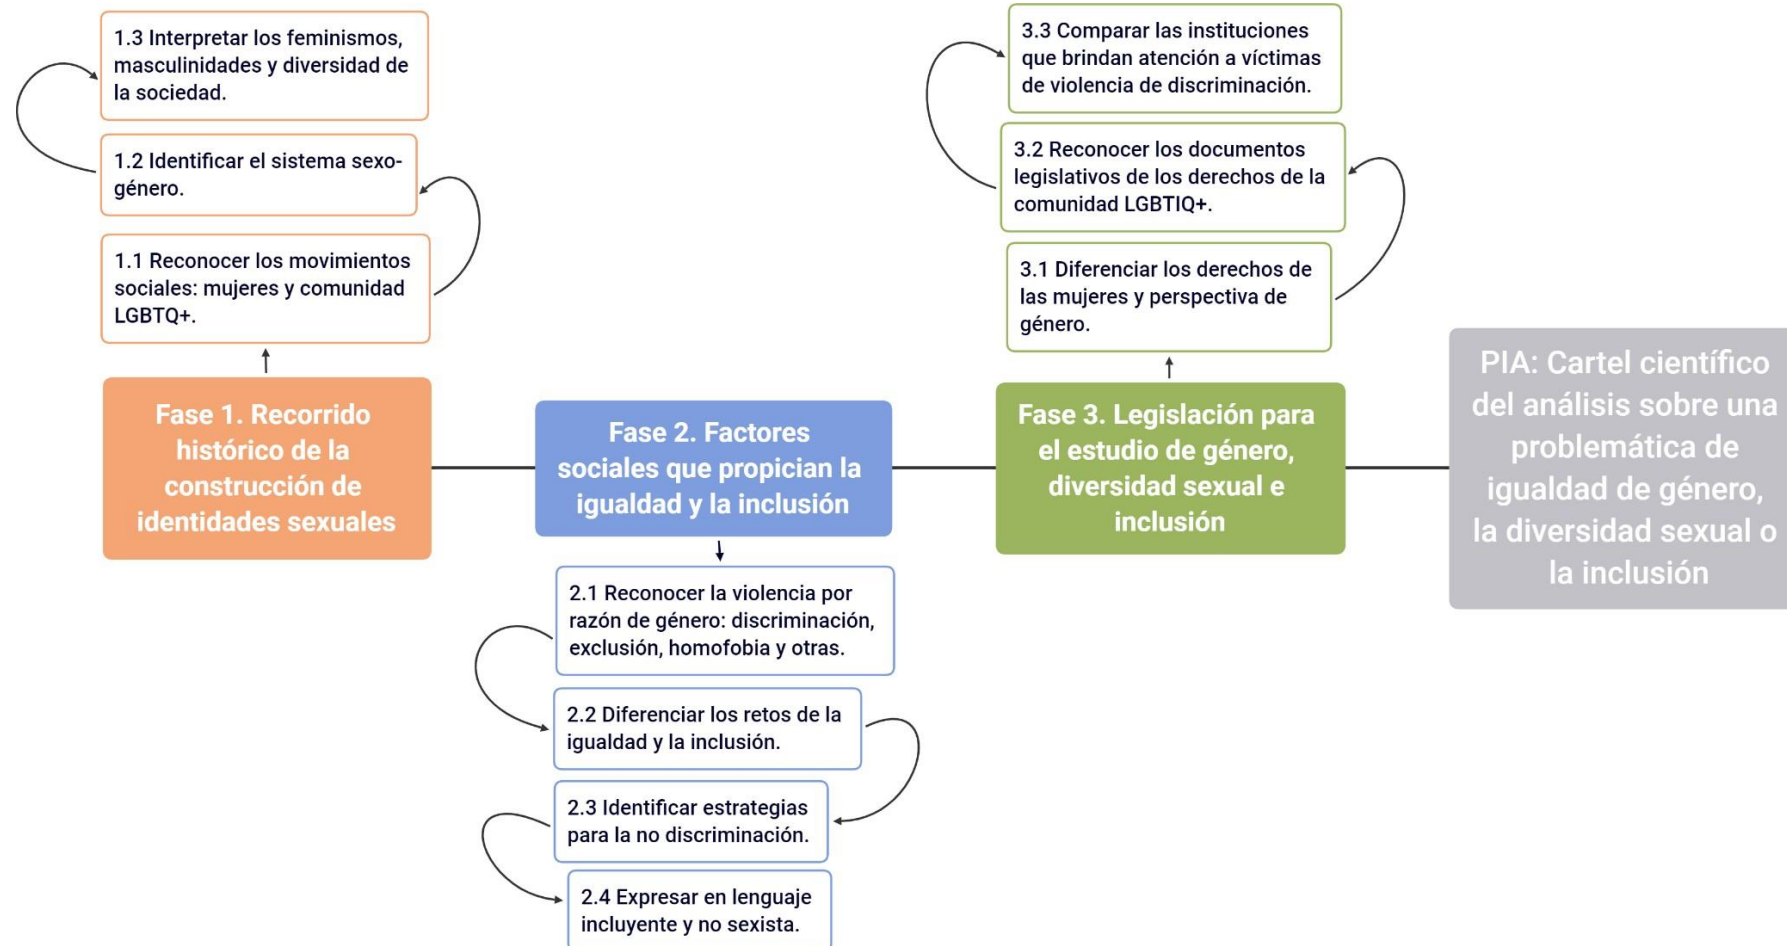 1.3 Interpretar los feminismos,
masculinidades y diversidad de
la sociedad.
1.2 Identificar el sistema sexo-
género.
1.1 Reconocer los movimientos
sociales: mujeres y comunidad
LGBTQ+.
Fase 1. Recorrido
histórico de la
construcción de
identidades sexuales
Fase 2. Factores
sociales que propician la
igualdad y la inclusión
2.1 Reconocer la violencia por
razón de género: discriminación,
exclusión, homofobia y otras.
2.2 Diferenciar los retos de la
igualdad y la inclusión.
2.3 Identificar estrategias
para la no discriminación.
2.4 Expresar en lenguaje
incluyente y no sexista.
3.3 Comparar las instituciones
que brindan atención a víctimas
de violencia de discriminación.
3.2 Reconocer los documentos
legislativos de los derechos de la
comunidad LGBTIQ+.
3.1 Diferenciar los derechos de
las mujeres y perspectiva de
género.
Fase 3. Legislación para
el estudio de género,
diversidad sexual e
inclusión
PIA: Cartel científico
del análisis sobre una
problemática de
igualdad de género,
la diversidad sexual o
la inclusión